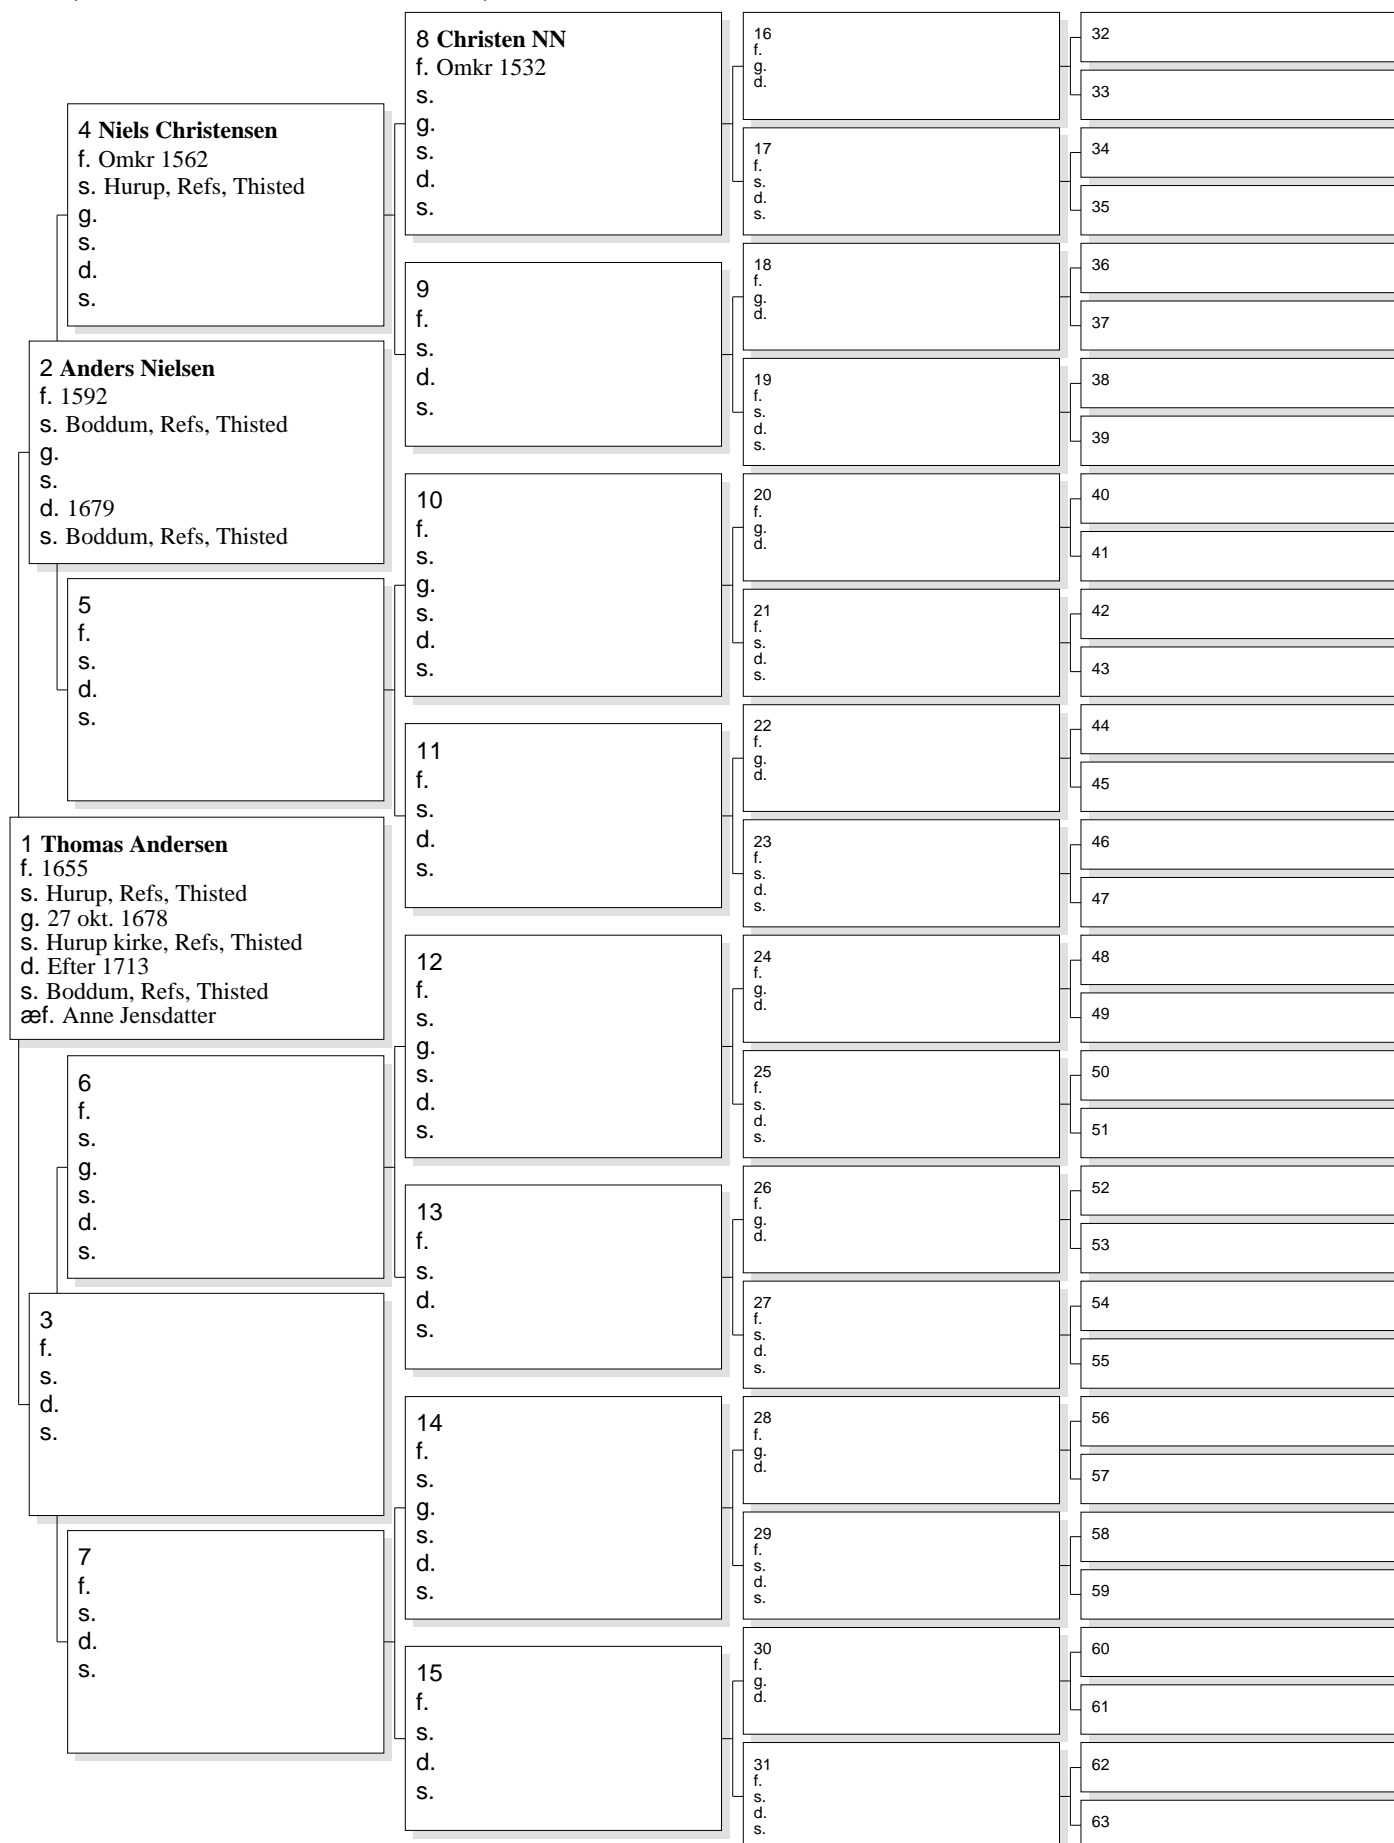 8 Christen NN
f. Omkr 1532
s.
g.
s.
d.
s.
4 Niels Christensen
f. Omkr 1562
s. Hurup, Refs, Thisted
g.
s.
d.
s.
9
f.
s.
d.
s.
2 Anders Nielsen
f. 1592
s. Boddum, Refs, Thisted
g.
s.
d. 1679
s. Boddum, Refs, Thisted
10
f.
s.
g.
s.
d.
s.
5
f.
s.
d.
s.
11
f.
s.
d.
s.
1 Thomas Andersen
f. 1655
s. Hurup, Refs, Thisted
g. 27 okt. 1678
s. Hurup kirke, Refs, Thisted
d. Efter 1713
s. Boddum, Refs, Thisted
æf. Anne Jensdatter
12
f.
s.
g.
s.
d.
s.
6
f.
s.
g.
s.
d.
s.
13
f.
s.
d.
s.
3
f.
s.
d.
s.
14
f.
s.
g.
s.
d.
s.
7
f.
s.
d.
s.
15
f.
s.
d.
s.
16
f.
g.
d.
17
f.
s.
d.
s.
18
f.
g.
d.
19
f.
s.
d.
s.
20
f.
g.
d.
21
f.
s.
d.
s.
22
f.
g.
d.
23
f.
s.
d.
s.
24
f.
g.
d.
25
f.
s.
d.
s.
26
f.
g.
d.
27
f.
s.
d.
s.
28
f.
g.
d.
29
f.
s.
d.
s.
30
f.
g.
d.
31
f.
s.
d.
s.
32
33
34
35
36
37
38
39
40
41
42
43
44
45
46
47
48
49
50
51
52
53
54
55
56
57
58
59
60
61
62
63